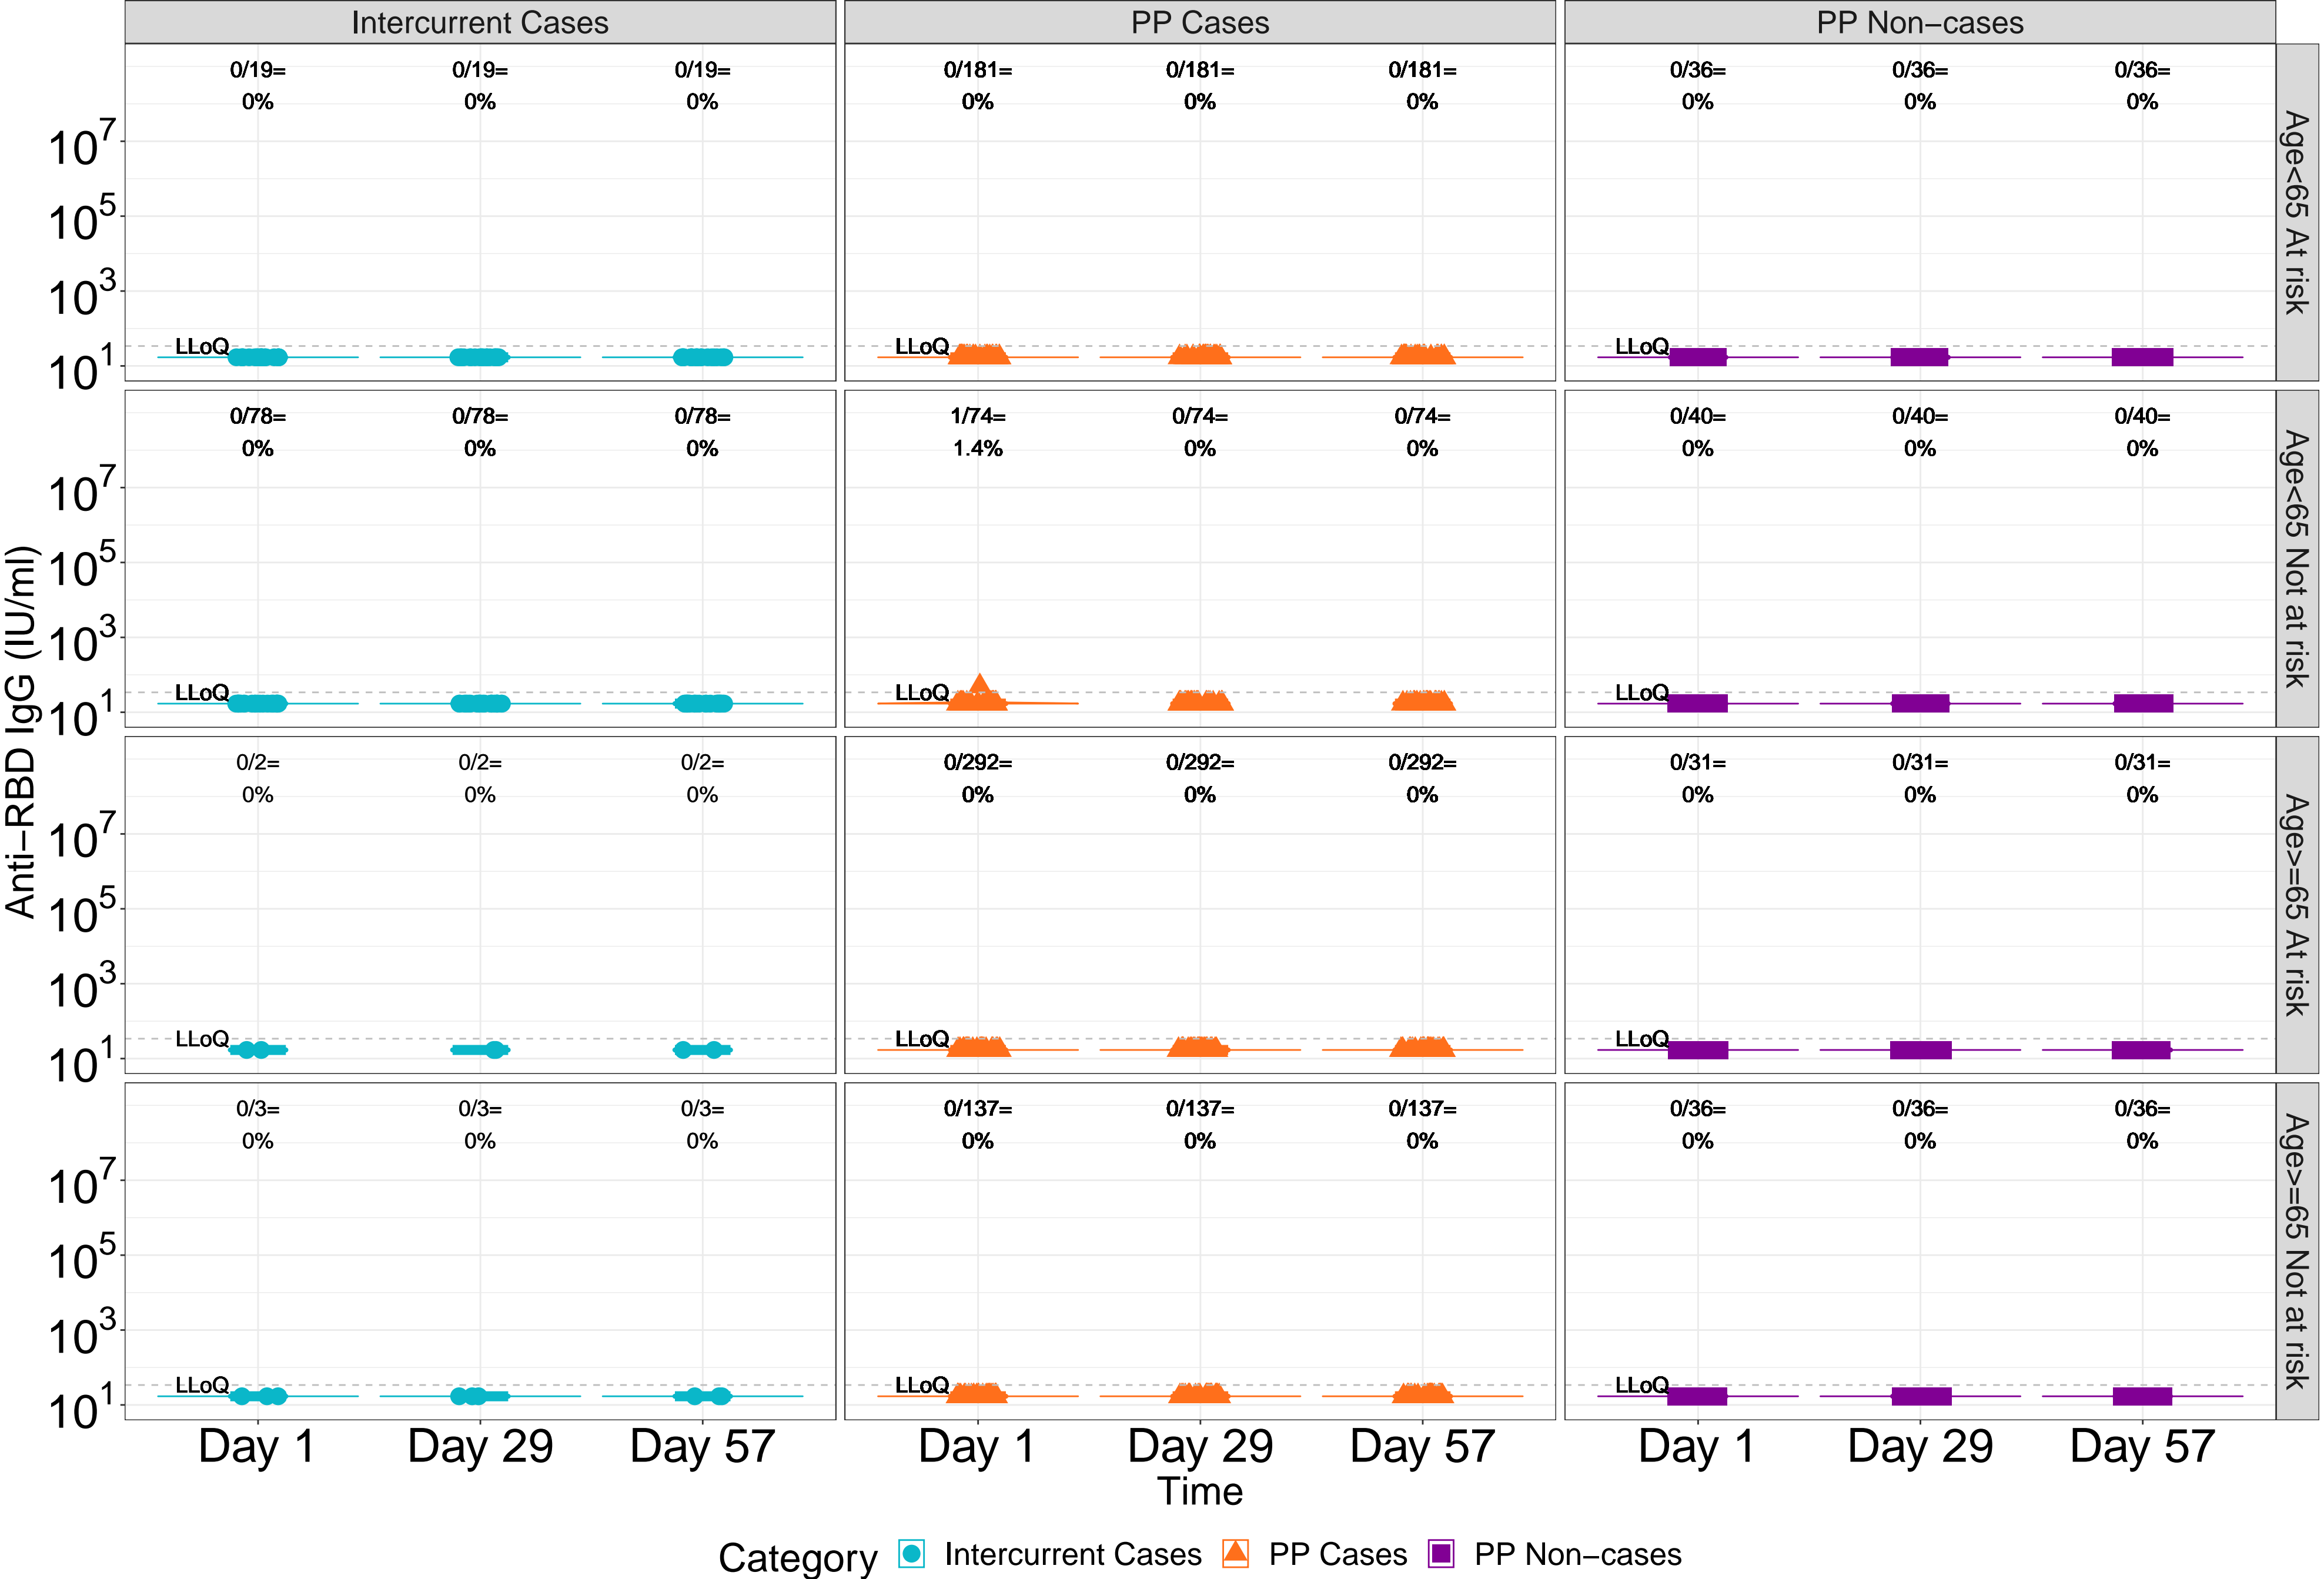 Intercurrent Cases PP Cases PP Non−cases
0/19= 0/19= 0/19= 0/181= 0/181= 0/181= 0/36= 0/36= 0/36=
0% 0% 0% 0% 0% 0% 0% 0% 0%
10^7
10^5
10^3
LLoQ LLoQ LLoQ
10^1
Age<65 At risk
0/78= 0/78= 0/78= 1/74= 0/74= 0/74= 0/40= 0/40= 0/40=
0% 0% 0% 1.4% 0% 0% 0% 0% 0%
10^7
10^5
10^3
LLoQ LLoQ LLoQ
10^1
Age<65 Not at risk
Anti−RBD IgG (IU/ml)
0/2= 0/2= 0/2= 0/292= 0/292= 0/292= 0/31= 0/31= 0/31=
0% 0% 0% 0% 0% 0% 0% 0% 0%
10^7
10^5
10^3
LLoQ LLoQ LLoQ
10^1
Age>=65 At risk
0/3= 0/3= 0/3= 0/137= 0/137= 0/137= 0/36= 0/36= 0/36=
0% 0% 0% 0% 0% 0% 0% 0% 0%
10^7
10^5
10^3
LLoQ LLoQ LLoQ
10^1
Age>=65 Not at risk
Day 1 Day 29 Day 57 Day 1 Day 29 Day 57 Day 1 Day 29 Day 57
Time
Category Intercurrent Cases PP Cases PP Non−cases